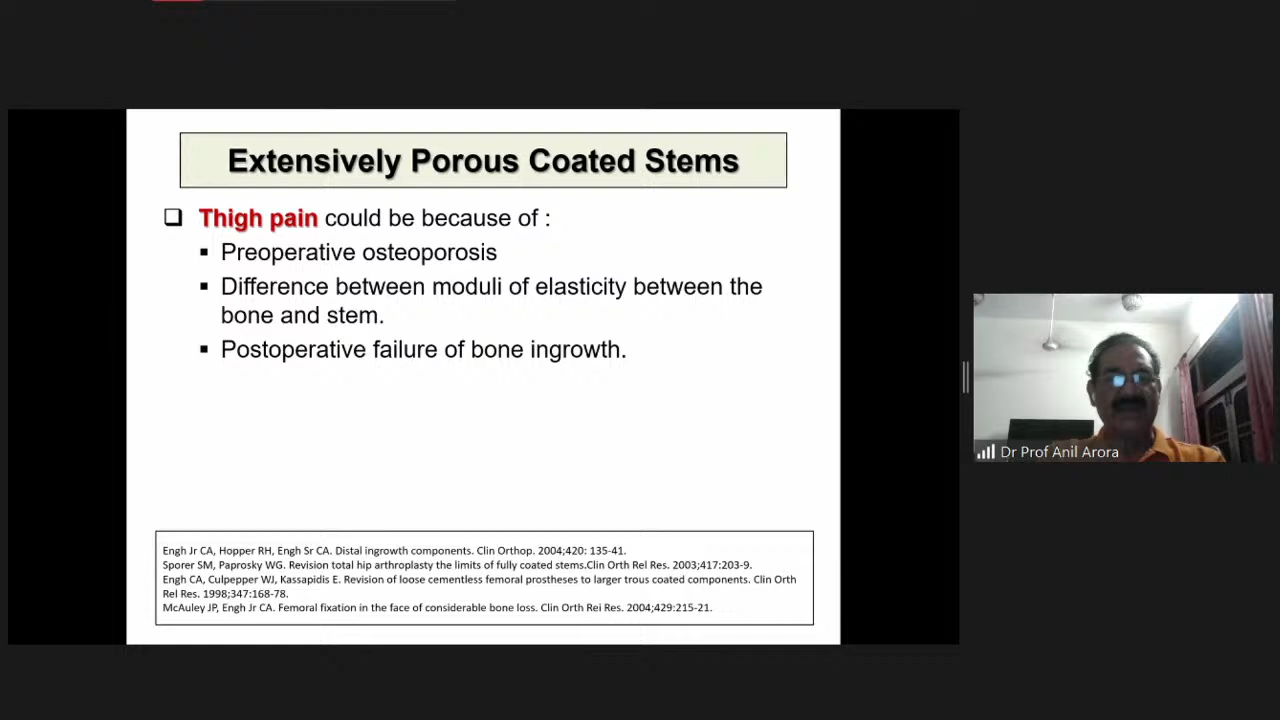 Extensively Porous Coated Stems
❑ Thigh pain could be because of :
▪ Preoperative osteoporosis
▪ Difference between moduli of elasticity between the
bone and stem.
▪ Postoperative failure of bone ingrowth.
Engh Jr CA, Hopper RH, Engh Sr CA. Distal ingrowth components. Clin Orthop. 2004;420: 135-41.
Sporer SM, Paprosky WG. Revision total hip arthroplasty the limits of fully coated stems.Clin Orth Rel Res. 2003;417:203-9.
Engh CA, Culpepper WJ, Kassapidis E. Revision of loose cementless femoral prostheses to larger trous coated components. Clin Orth
Rel Res. 1998;347:168-78.
McAuley JP, Engh Jr CA. Femoral fixation in the face of considerable bone loss. Clin Orth Rei Res. 2004;429:215-21.
Dr Prof Anil Arora